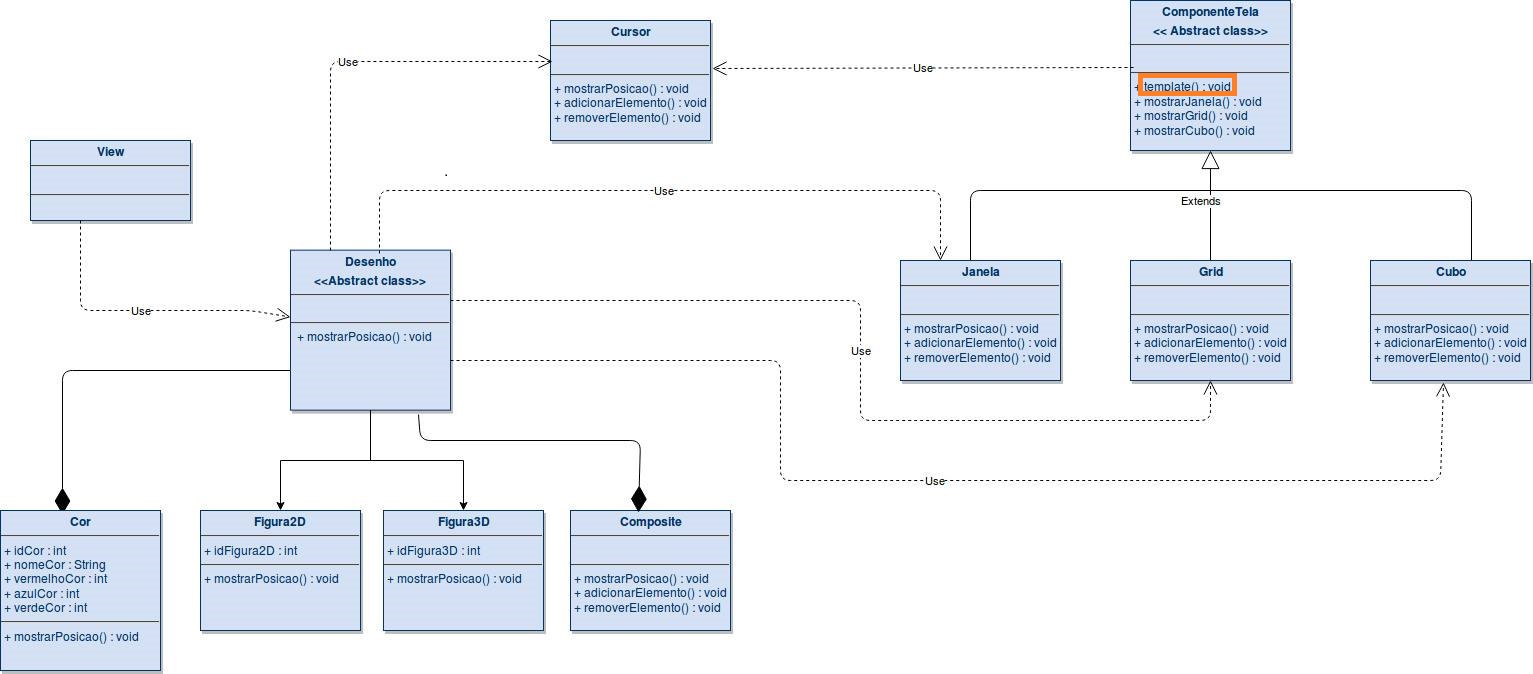 Cursor
+ mostrarPosicao() : void
+ adicionarElemento() : void
+ removerElemento() : void
ComponenteTela
<< Abstract class>>
+ template() : void
+ mostrarJanela() : void
+ mostrarGrid() : void
+ mostrarCubo() : void
Use
Use
View
Use
Extends
Desenho
<<Abstract class>>
+ mostrarPosicao() : void
Janela
+ mostrarPosicao() : void
+ adicionarElemento() : void
+ removerElemento() : void
Grid
+ mostrarPosicao() : void
+ adicionarElemento() : void
+ removerElemento() : void
Cubo
+ mostrarPosicao() : void
+ adicionarElemento() : void
+ removerElemento() : void
Use
Use
Use
Cor
+ idCor : int
+ nomeCor : String
+ vermelhoCor : int
+ azulCor : int
+ verdeCor : int
+ mostrarPosicao() : void
Figura2D
+ idFigura2D : int
+ mostrarPosicao() : void
Figura3D
+ idFigura3D : int
+ mostrarPosicao() : void
Composite
+ mostrarPosicao() : void
+ adicionarElemento() : void
+ removerElemento() : void